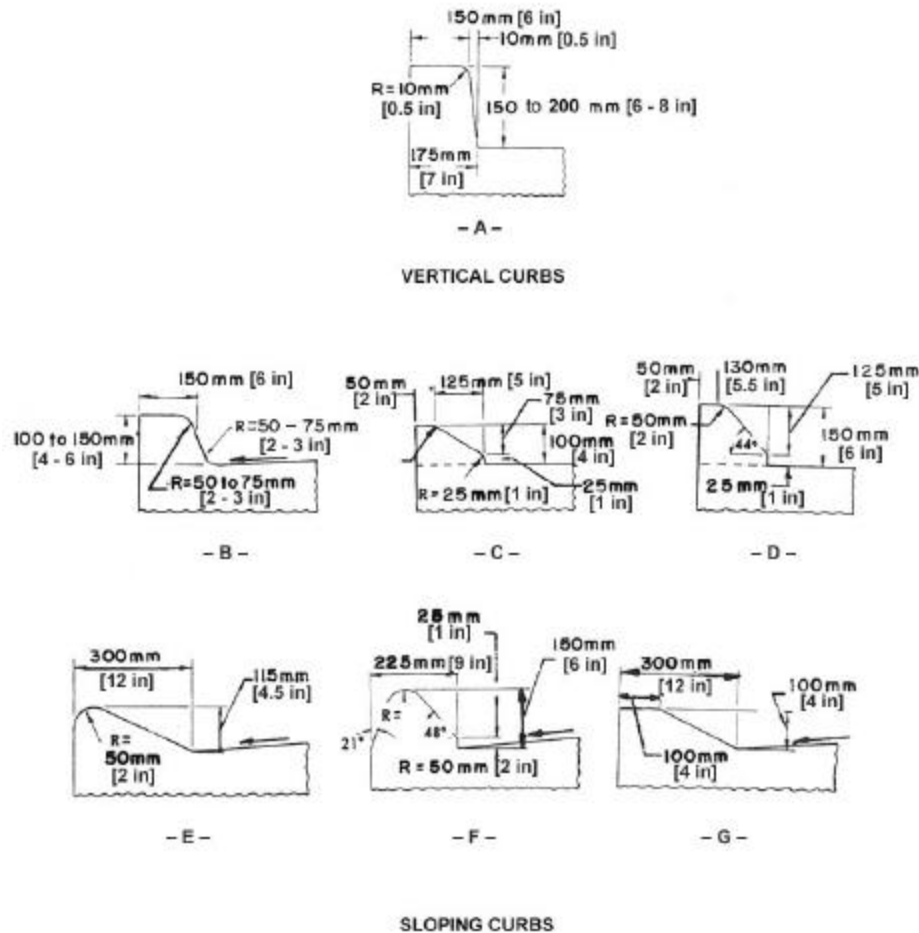 150mm [6 in]
10mm [0.5 in]
R=10mm
[0.5 in]
150 to 200 mm [6 - 8 in]
175mm
[7 in]
- A -
VERTICAL CURBS
150mm [6 in]
100 to 150mm
[4 - 6 in]
R=50 - 75mm
[2 - 3 in]
R=50 to 75mm
[2 - 3 in]
- B -
50mm
[2 in]
125mm [5 in]
75mm
[3 in]
100mm
[4 in]
R=25mm [1 in]
25mm
[1 in]
- C -
50mm
[2 in]
130mm
[5.5 in]
125mm
[5 in]
R=50mm
[2 in]
44°
150mm
[6 in]
25mm
[1 in]
- D -
300mm
[12 in]
115mm
[4.5 in]
R=
50mm
[2 in]
- E -
25mm
[1 in]
225mm [9 in]
150mm
[6 in]
R=
21°
48°
R=50mm [2 in]
- F -
300mm
[12 in]
100mm
[4 in]
100mm
[4 in]
- G -
SLOPING CURBS